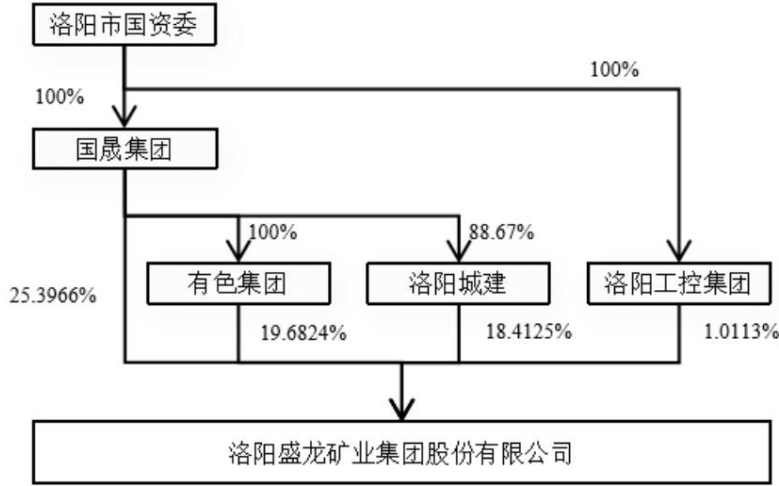 洛阳市国资委
100%
100%
国晟集团
100%
88.67%
有色集团
洛阳城建
洛阳工控集团
25.3966%
19.6824%
18.4125%
1.0113%
洛阳盛龙矿业集团股份有限公司